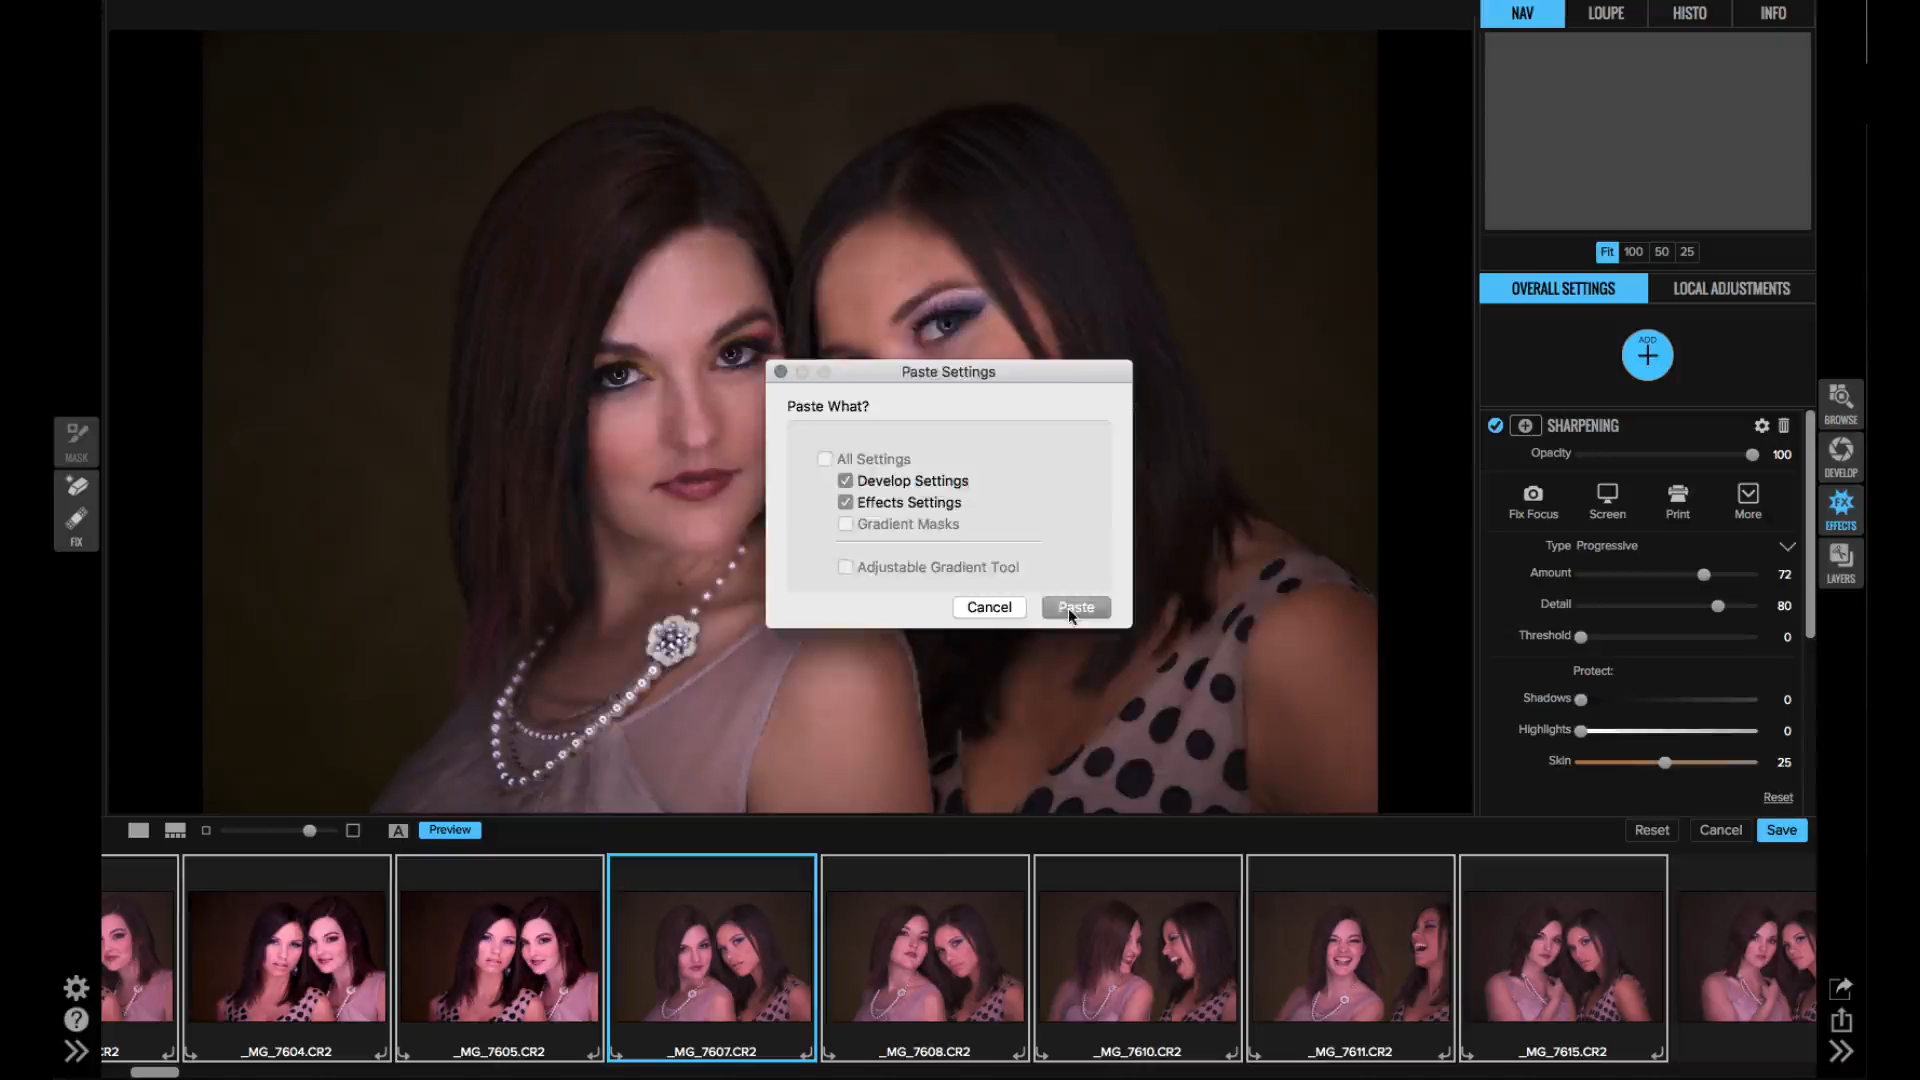 NAV LOUPE HISTO INFO
Fit 100 50 25
OVERALL SETTINGS LOCAL ADJUSTMENTS
ADD
SHARPENING
Opacity 100
Fix Focus Screen Print More
Type Progressive
Amount 72
Detail 80
Threshold 0
Protect:
Shadows 0
Highlights 0
Skin 25
Reset
BROWSE
DEVELOP
FX
EFFECTS
LAYERS
MASK
FIX
Paste Settings
Paste What?
All Settings
Develop Settings
Effects Settings
Gradient Masks
Adjustable Gradient Tool
Cancel Paste
A Preview Reset Cancel Save
CR2 _MG_7604.CR2 _MG_7605.CR2 _MG_7607.CR2 _MG_7608.CR2 _MG_7610.CR2 _MG_7611.CR2 _MG_7615.CR2